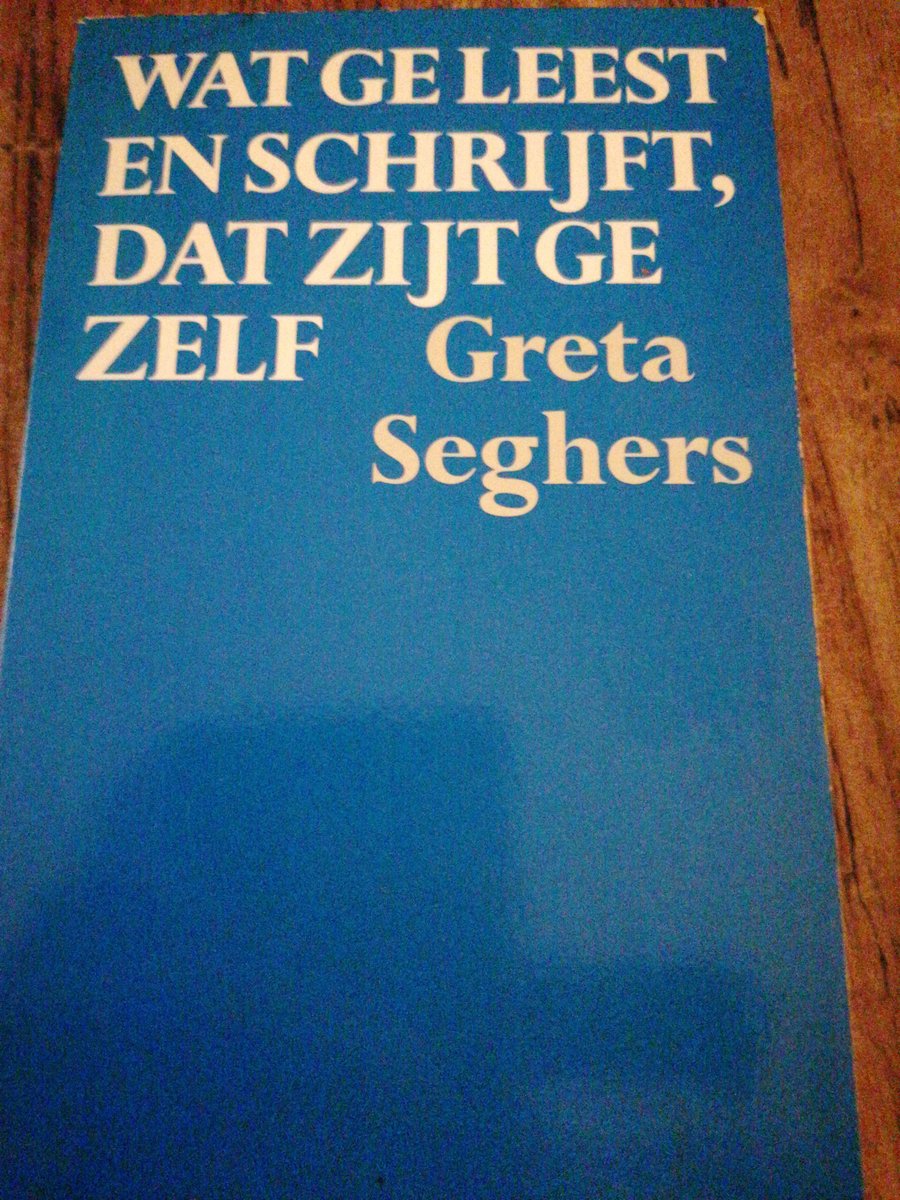 WAT GE LEEST
EN SCHRIJFT,
DAT ZIJT GE
ZELF Greta
Seghers